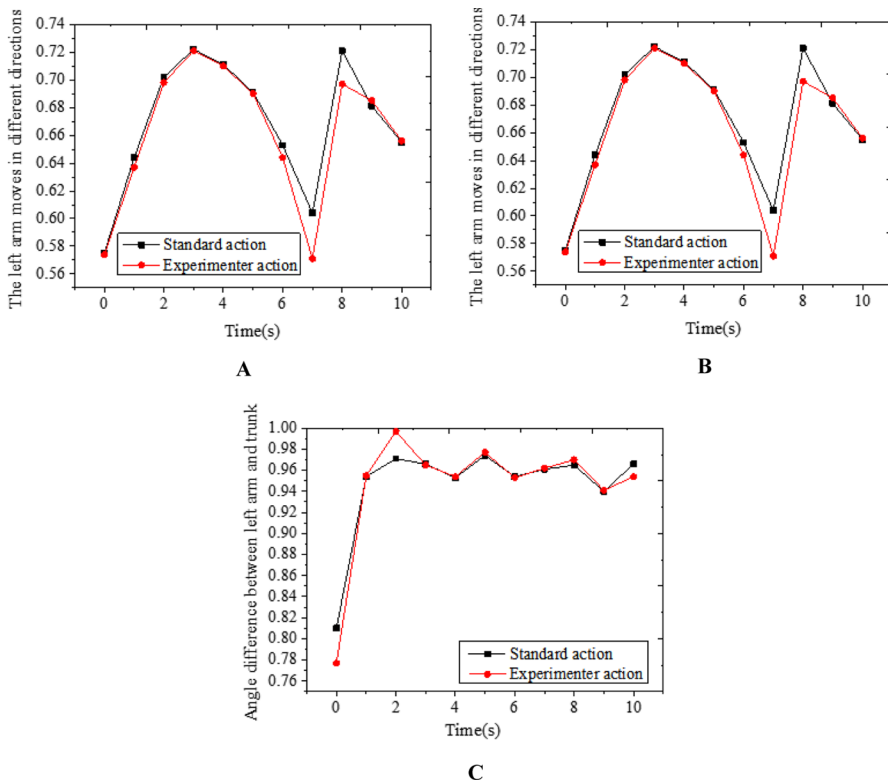 The left arm moves in different directions
0.74
0.72
0.70
0.68
0.66
0.64
0.62
0.60
0.58
0.56
Standard action
Experimenter action
0 2 4 6 8 10
Time(s)
A
The left arm moves in different directions
0.74
0.72
0.70
0.68
0.66
0.64
0.62
0.60
0.58
0.56
Standard action
Experimenter action
0 2 4 6 8 10
Time(s)
B
Angle difference between left arm and trunk
1.00
0.98
0.96
0.94
0.92
0.90
0.88
0.86
0.84
0.82
0.80
0.78
0.76
Standard action
Experimenter action
0 2 4 6 8 10
Time(s)
C